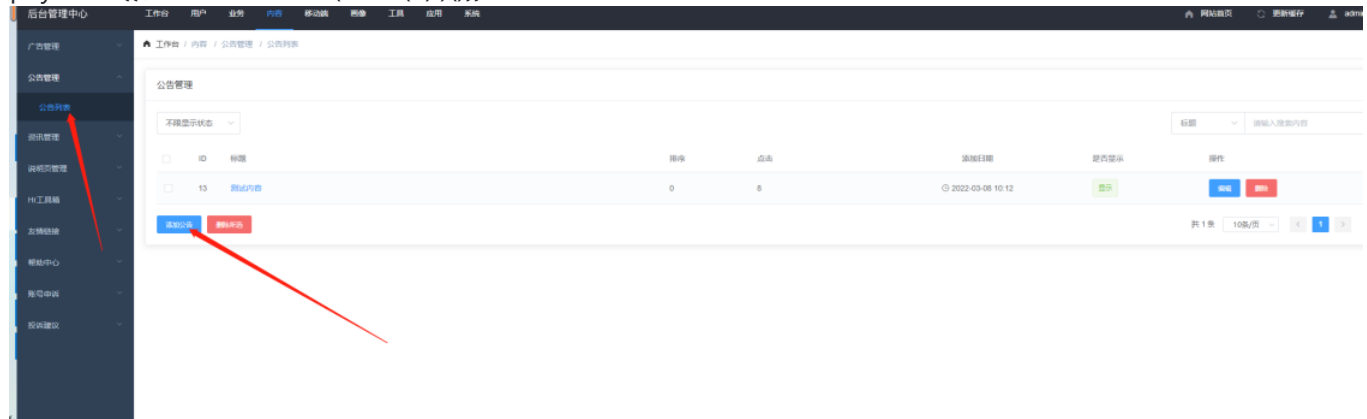 后台管理中心 工作台 用户 业务 内容 移动端 图像 工具 应用 系统 网站首页 更新缓存
广告管理
工作台 / 内容 / 公告管理 / 公告列表
公告管理
公告管理
公告列表
不限显示状态
标题 请输入搜索内容
资讯管理
ID 标题 排序 点击 添加日期 是否显示 操作
说明页管理
13 测试内容 0 8 2022-03-08 10:12 显示 编辑 删除
HR工具箱
添加公告 删除所选 共 1 条 10条/页 1
友情链接
帮助中心
账号申诉
投诉建议